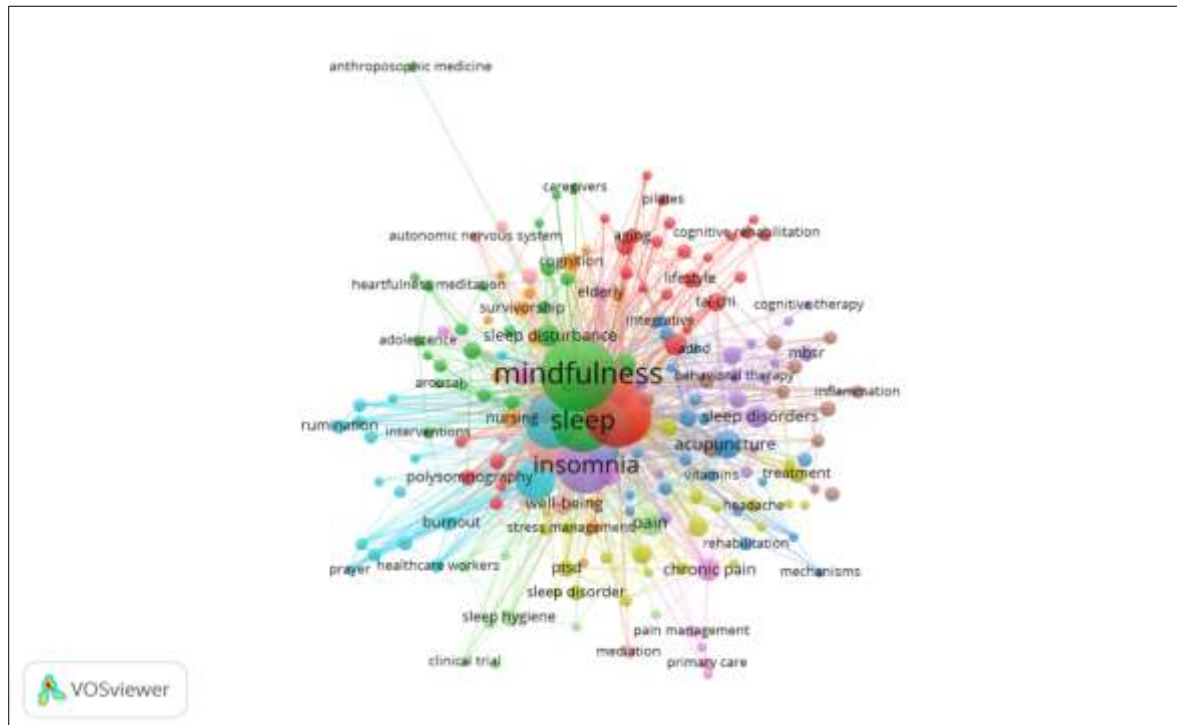 anthroposophic medicine
caregivers
pilates
autonomic nervous system
aging
cognitive rehabilitation
cognition
heartfulness meditation
elderly
lifestyle
survivorship
tai chi
cognitive therapy
integrative
sleep disturbance
adolescence
adhd
mbsr
mindfulness
arousal
behavioral therapy
inflammation
nursing
sleep
sleep disorders
rumination
interventions
acupuncture
insomnia
polysomnography
vitamins
treatment
well-being
headache
burnout
stress management
pain
rehabilitation
prayer
healthcare workers
ptsd
chronic pain
mechanisms
sleep disorder
sleep hygiene
pain management
clinical trial
mediation
primary care
VOSviewer